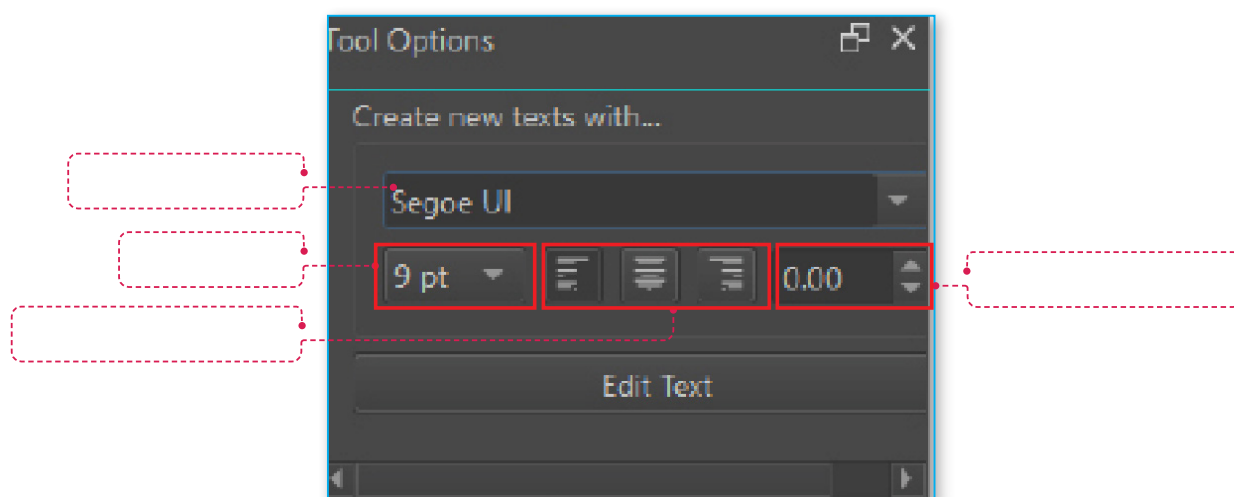 Tool Options
Create new texts with...
Segoe UI
9 pt 0.00
Edit Text